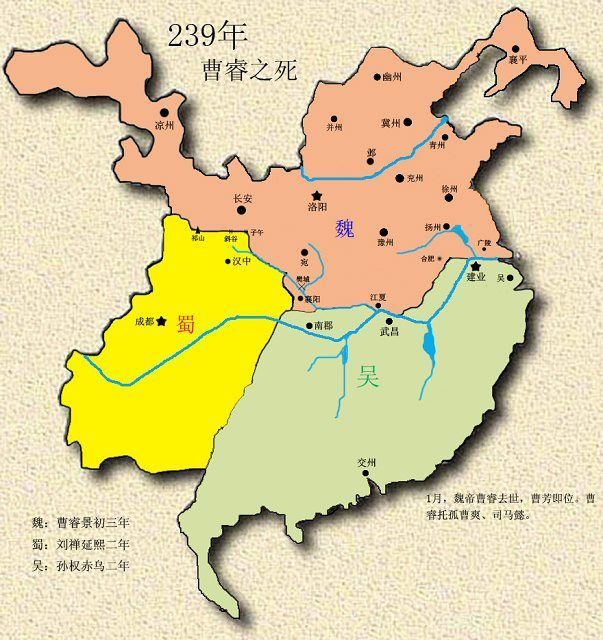 239年
曹睿之死
襄平
幽州
凉州
并州
冀州
青州
邺
兖州
长安
洛阳
徐州
魏
豫州
扬州
广陵
祁山
斜谷
子午
汉中
宛
合肥
建业
吴
樊城
襄阳
江夏
成都
蜀
南郡
武昌
吴
交州
1月，魏帝曹睿去世，曹芳即位。曹
睿托孤曹爽、司马懿。
魏：曹睿景初三年
蜀：刘禅延熙二年
吴：孙权赤乌二年